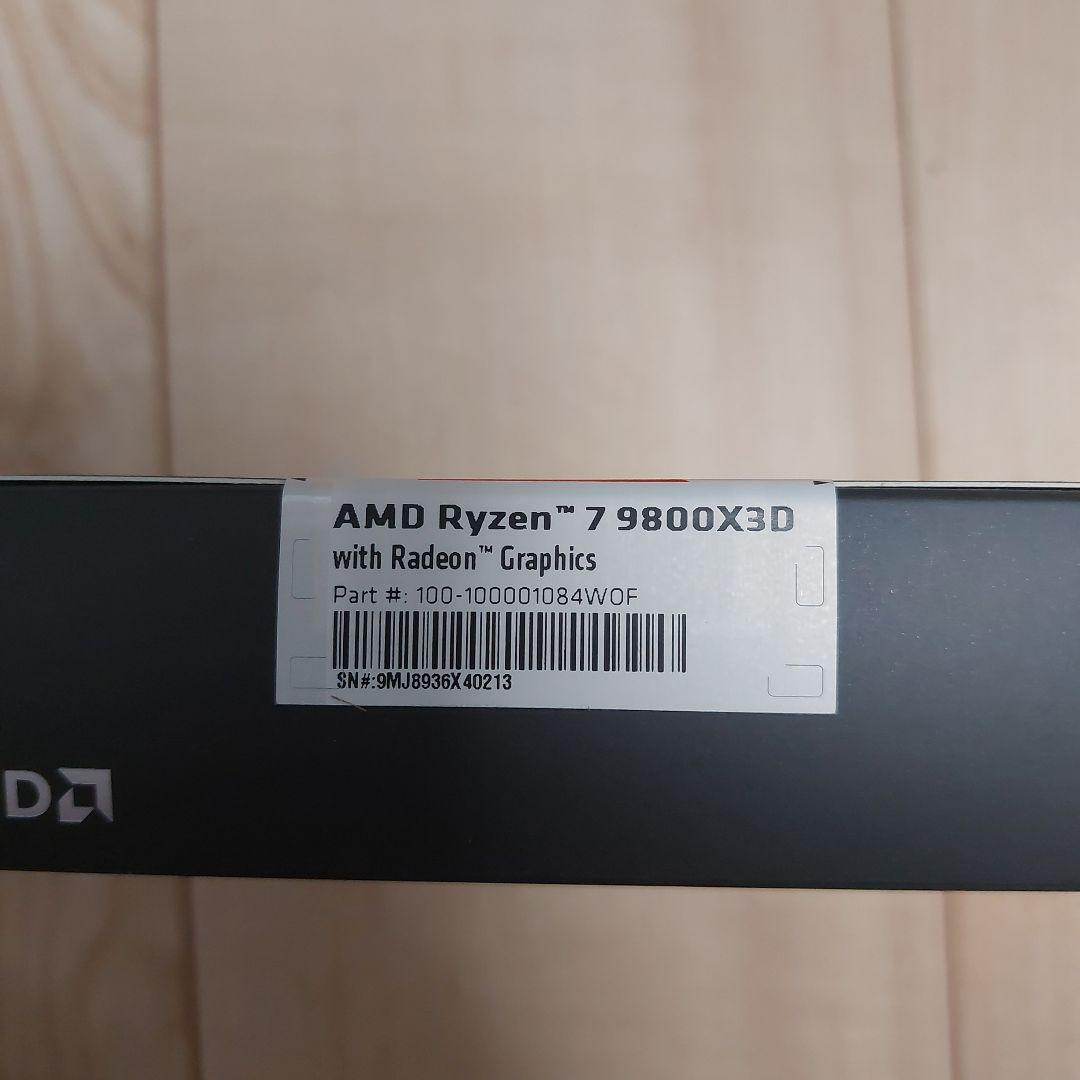 AMD Ryzen™ 7 9800X3D
with Radeon™ Graphics
Part #: 100-100001084WOF
SN#:9MJ8936X40213